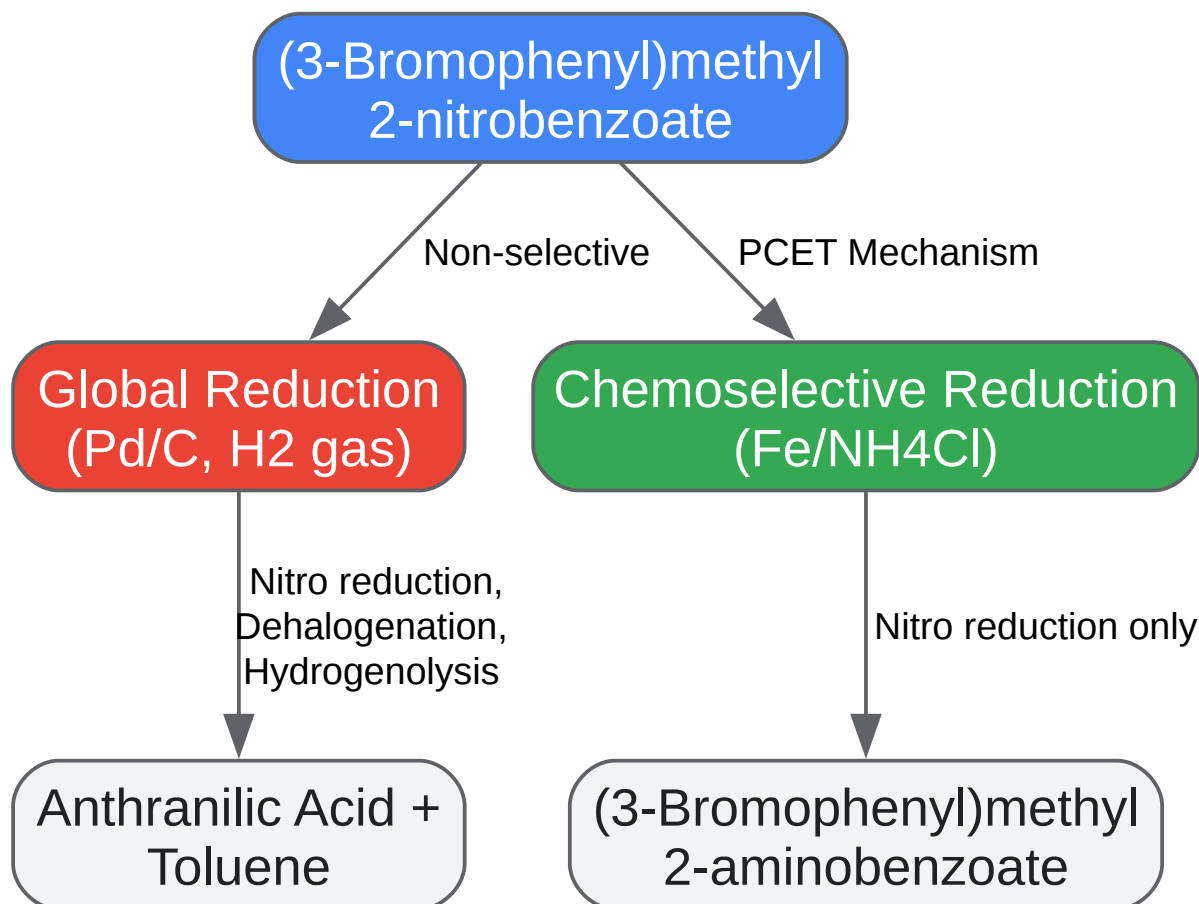 (3-Bromophenyl)methyl
2-nitrobenzoate
Non-selective
PCET Mechanism
Global Reduction
(Pd/C, H2 gas)
Chemoselective Reduction
(Fe/NH4Cl)
Nitro reduction,
Dehalogenation,
Hydrogenolysis
Nitro reduction only
Anthranilic Acid +
Toluene
(3-Bromophenyl)methyl
2-aminobenzoate